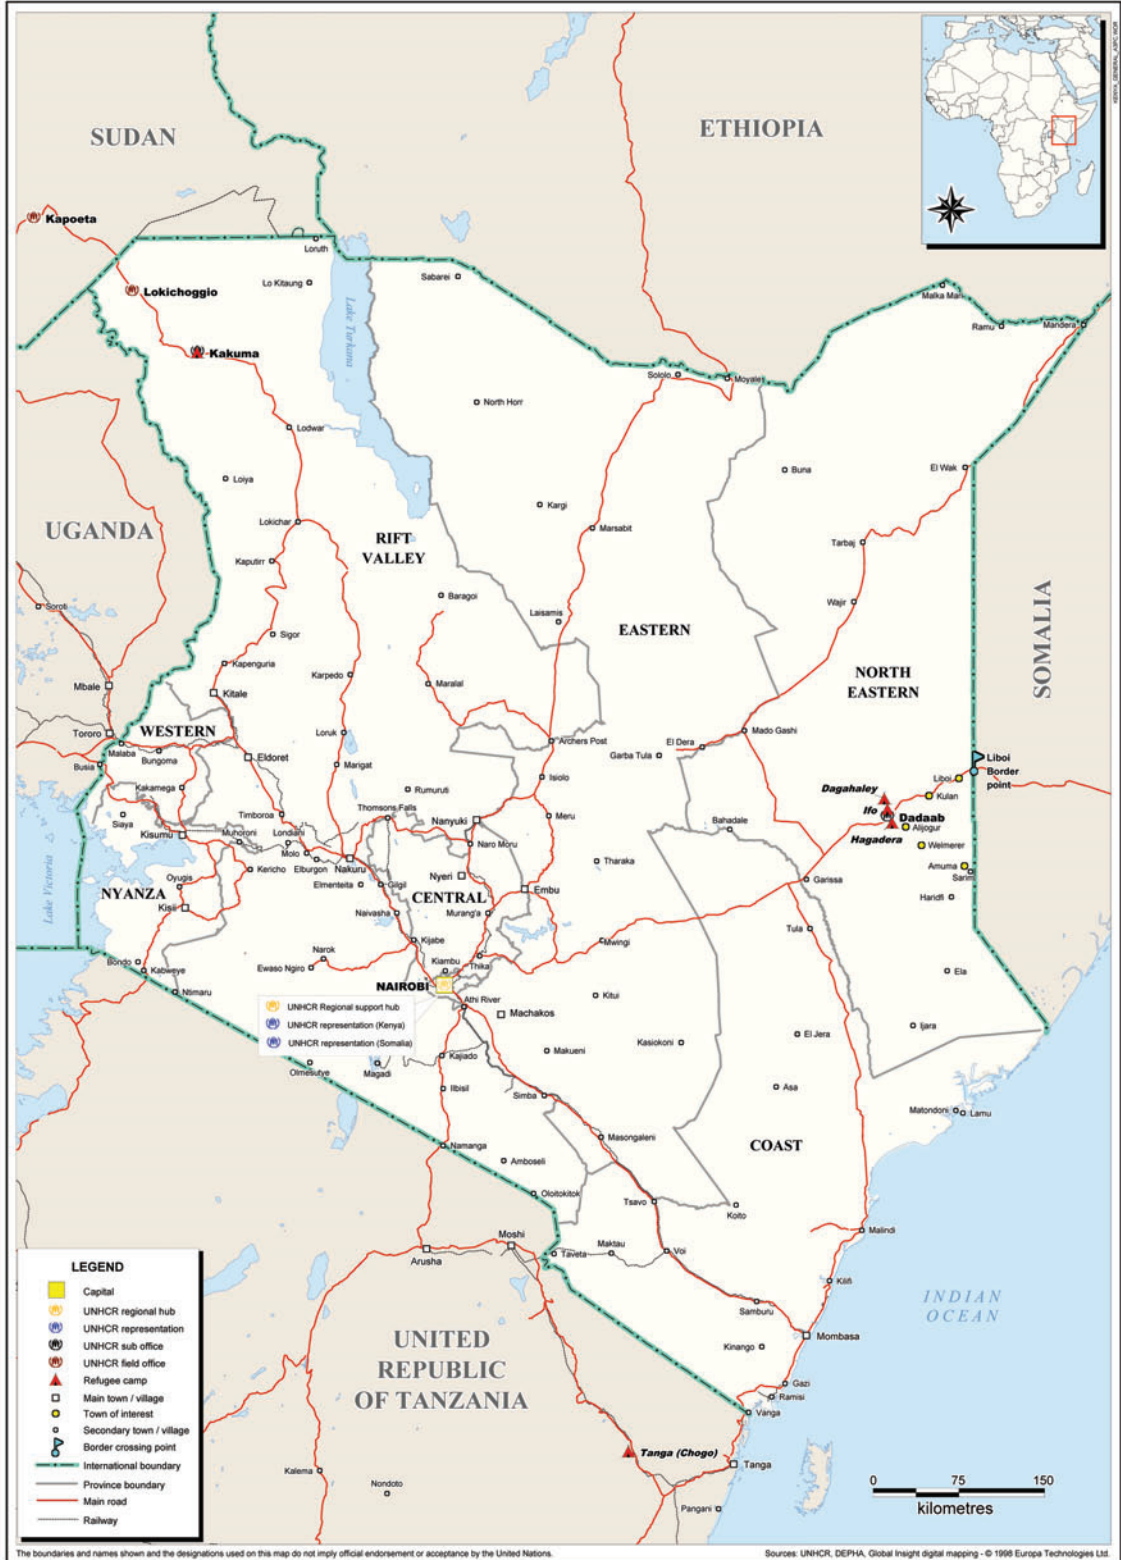 KENYA_GENERAL_A3PC.WOR
SUDAN
ETHIOPIA
Kapoeta
Loruth
Lokichoggio
Lo Kitaung
Sabarei
Malka Mari
Ramu
Mandera
Lake Turkana
Kakuma
Sololo
Moyale
North Horr
Lodwar
Buna
El Wak
Loiya
UGANDA
Lokichar
Kargi
Marsabit
RIFT
VALLEY
Tarbaj
Kaputirr
Soroti
Baragoi
Wajir
Laisamis
SOMALIA
Sigor
EASTERN
NORTH
EASTERN
Kapenguria
Mbale
Kitale
Karpedo
Maralal
WESTERN
Tororo
Malaba
Bungoma
Loruk
Archers Post
El Dera
Mado Gashi
Garba Tula
Busia
Eldoret
Marigat
Isiolo
Liboi
Liboi
Border
point
Kakamega
Rumuruti
Dagahaley
Kulan
Siaya
Timboroa
Thomsons Falls
Nanyuki
Meru
Ifo
Dadaab
Kisumu
Muhoroni
Londiani
Bahadale
Alijogur
Hagadera
Naro Moru
Welmerer
Molo
Elburgon
Nakuru
Tharaka
Amuma
Sarim
Lake Victoria
Oyugis
Kericho
Elmenteita
Gilgil
Nyeri
Embu
Garissa
NYANZA
CENTRAL
Haridfi
Kisii
Naivasha
Murang'a
Tula
Kijabe
Mwingi
Bondo
Kabweye
Narok
Ewaso Ngiro
Kiambu
Thika
Ela
Ntimaru
NAIROBI
Athi River
Kitui
UNHCR Regional support hub
UNHCR representation (Kenya)
UNHCR representation (Somalia)
Machakos
Ijara
El Jera
Kasiokoni
Makueni
Olmesutye
Magadi
Kajiado
Ilbisil
Simba
Asa
Matondoni
Lamu
Masongaleni
Namanga
COAST
Amboseli
Oloitokitok
Tsavo
Koito
Malindi
Moshi
Arusha
Taveta
Maktau
Voi
Kilifi
INDIAN
OCEAN
Samburu
Mombasa
Kinango
UNITED
REPUBLIC
OF TANZANIA
Gazi
Ramisi
Vanga
Tanga (Chogo)
Tanga
Kalema
Nondoto
Pangani
LEGEND
Capital
UNHCR regional hub
UNHCR representation
UNHCR sub office
UNHCR field office
Refugee camp
Main town / village
Town of interest
Secondary town / village
Border crossing point
International boundary
Province boundary
Main road
Railway
0 75 150
kilometres
The boundaries and names shown and the designations used on this map do not imply official endorsement or acceptance by the United Nations.
Sources: UNHCR, DEPHA, Global Insight digital mapping - © 1998 Europa Technologies Ltd.